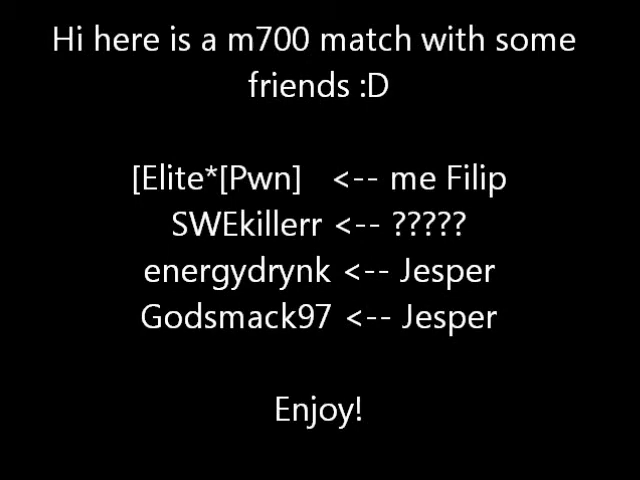 Hi here is a m700 match with some
friends :D
[Elite*[Pwn]   <-- me Filip
SWEkillerr <-- ?????
energydrynk <-- Jesper
Godsmack97 <-- Jesper
Enjoy!